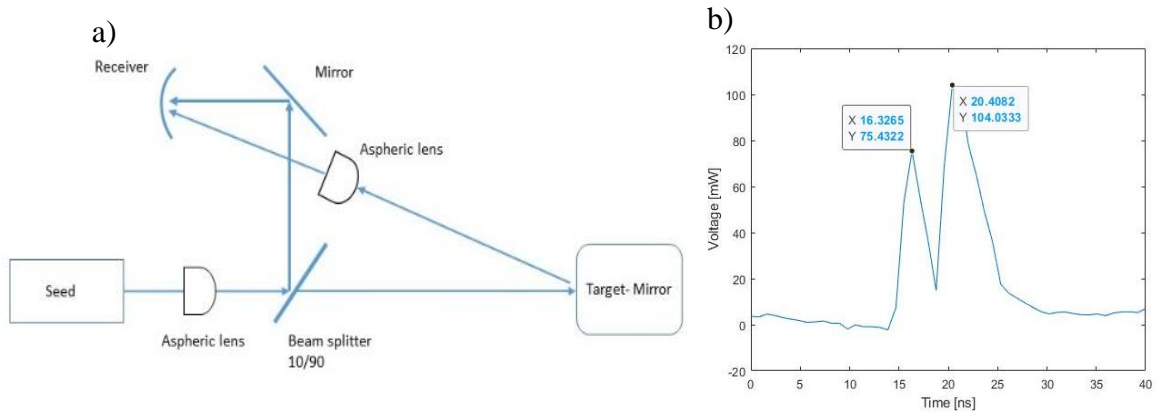 a)
Receiver
Mirror
Aspheric lens
Seed
Target- Mirror
Aspheric lens
Beam splitter
10/90
b)
120
100
80
60
40
20
0
-20
Voltage [mW]
X 16.3265
Y 75.4322
X 20.4082
Y 104.0333
0 5 10 15 20 25 30 35 40
Time [ns]